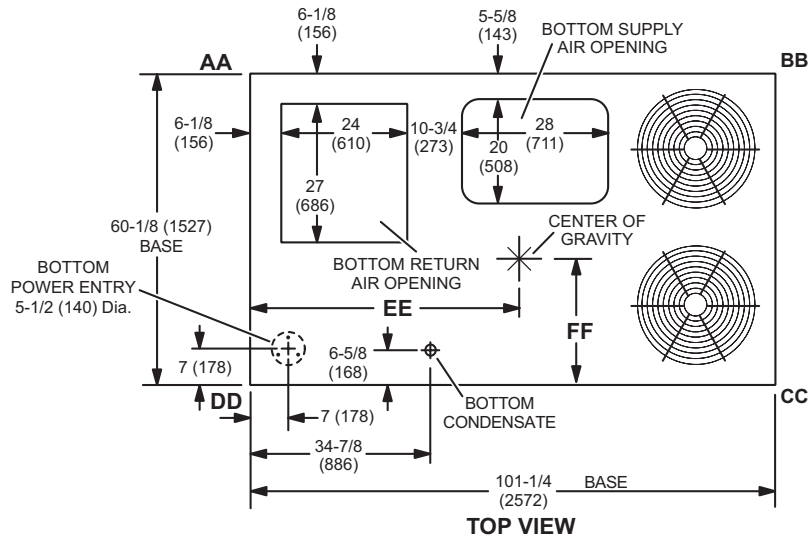 6-1/8
(156)
5-5/8
(143)
BOTTOM SUPPLY
AIR OPENING
AA
BB
6-1/8
(156)
24
(610)
10-3/4
(273)
28
(711)
20
(508)
27
(686)
60-1/8 (1527)
BASE
CENTER OF
GRAVITY
BOTTOM
POWER ENTRY
5-1/2 (140) Dia.
BOTTOM RETURN
AIR OPENING
EE
FF
7 (178)
6-5/8
(168)
DD
CC
7 (178)
BOTTOM
CONDENSATE
34-7/8
(886)
101-1/4
(2572)
BASE
TOP VIEW